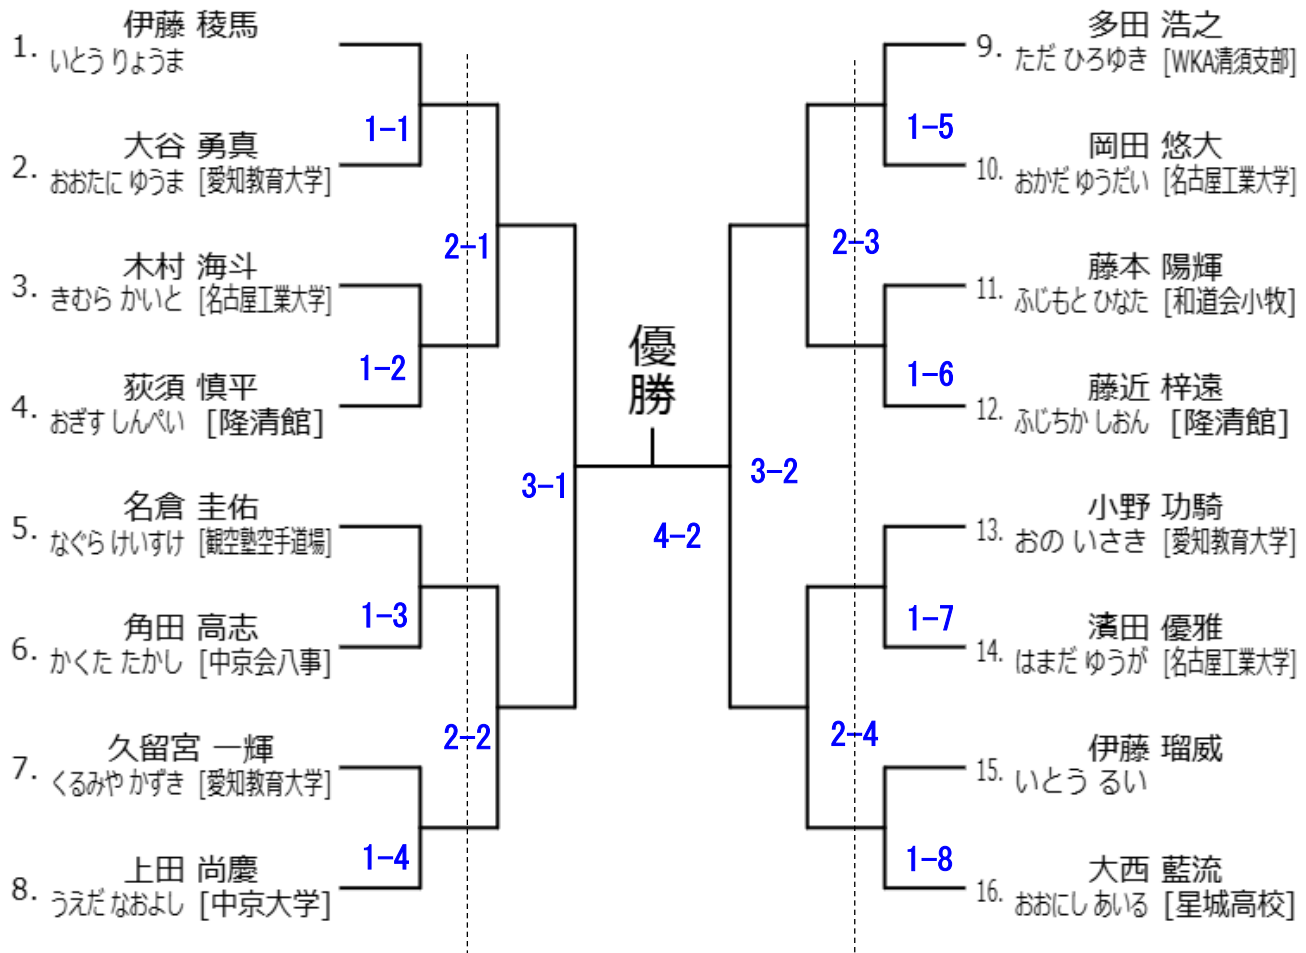 伊藤 稜馬
1. いとう りょうま
1-1
大谷 勇真
2. おおたに ゆうま [愛知教育大学]
2-1
木村 海斗
3. きむら かいと [名古屋工業大学]
1-2
荻須 慎平
4. おぎす しんぺい [隆清館]
3-1
名倉 圭佑
5. なぐら けいすけ [観空塾空手道場]
1-3
角田 高志
6. かくた たかし [中京会八事]
2-2
久留宮 一輝
7. くるみや かずき [愛知教育大学]
1-4
上田 尚慶
8. うえだ なおよし [中京大学]
優勝
4-2
多田 浩之
9. ただ ひろゆき [WKA清須支部]
1-5
岡田 悠大
10. おかだ ゆうだい [名古屋工業大学]
2-3
藤本 陽輝
11. ふじもと ひなた [和道会小牧]
1-6
藤近 梓遠
12. ふじちか しおん [隆清館]
3-2
小野 功騎
13. おの いさき [愛知教育大学]
1-7
濱田 優雅
14. はまだ ゆうが [名古屋工業大学]
2-4
伊藤 瑠威
15. いとう るい
1-8
大西 藍流
16. おおにし あいる [星城高校]